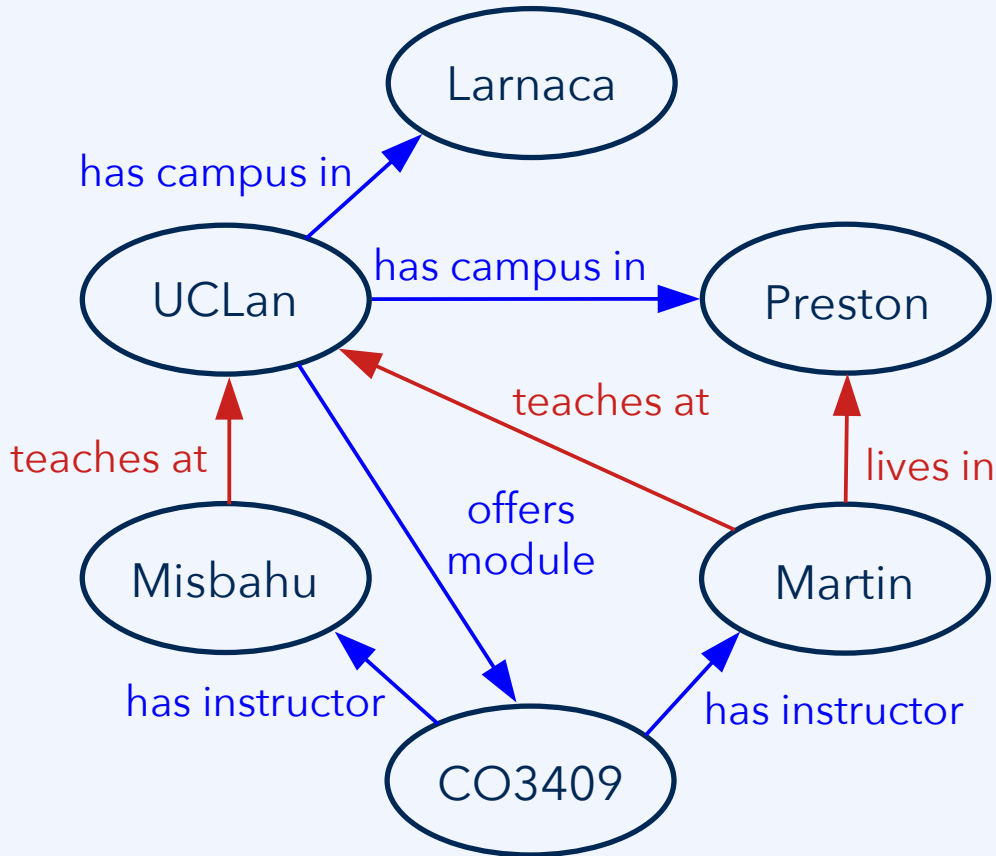 Larnaca
has campus in
has campus in
UCLan
Preston
teaches at
teaches at
lives in
offers
module
Misbahu
Martin
has instructor
has instructor
CO3409